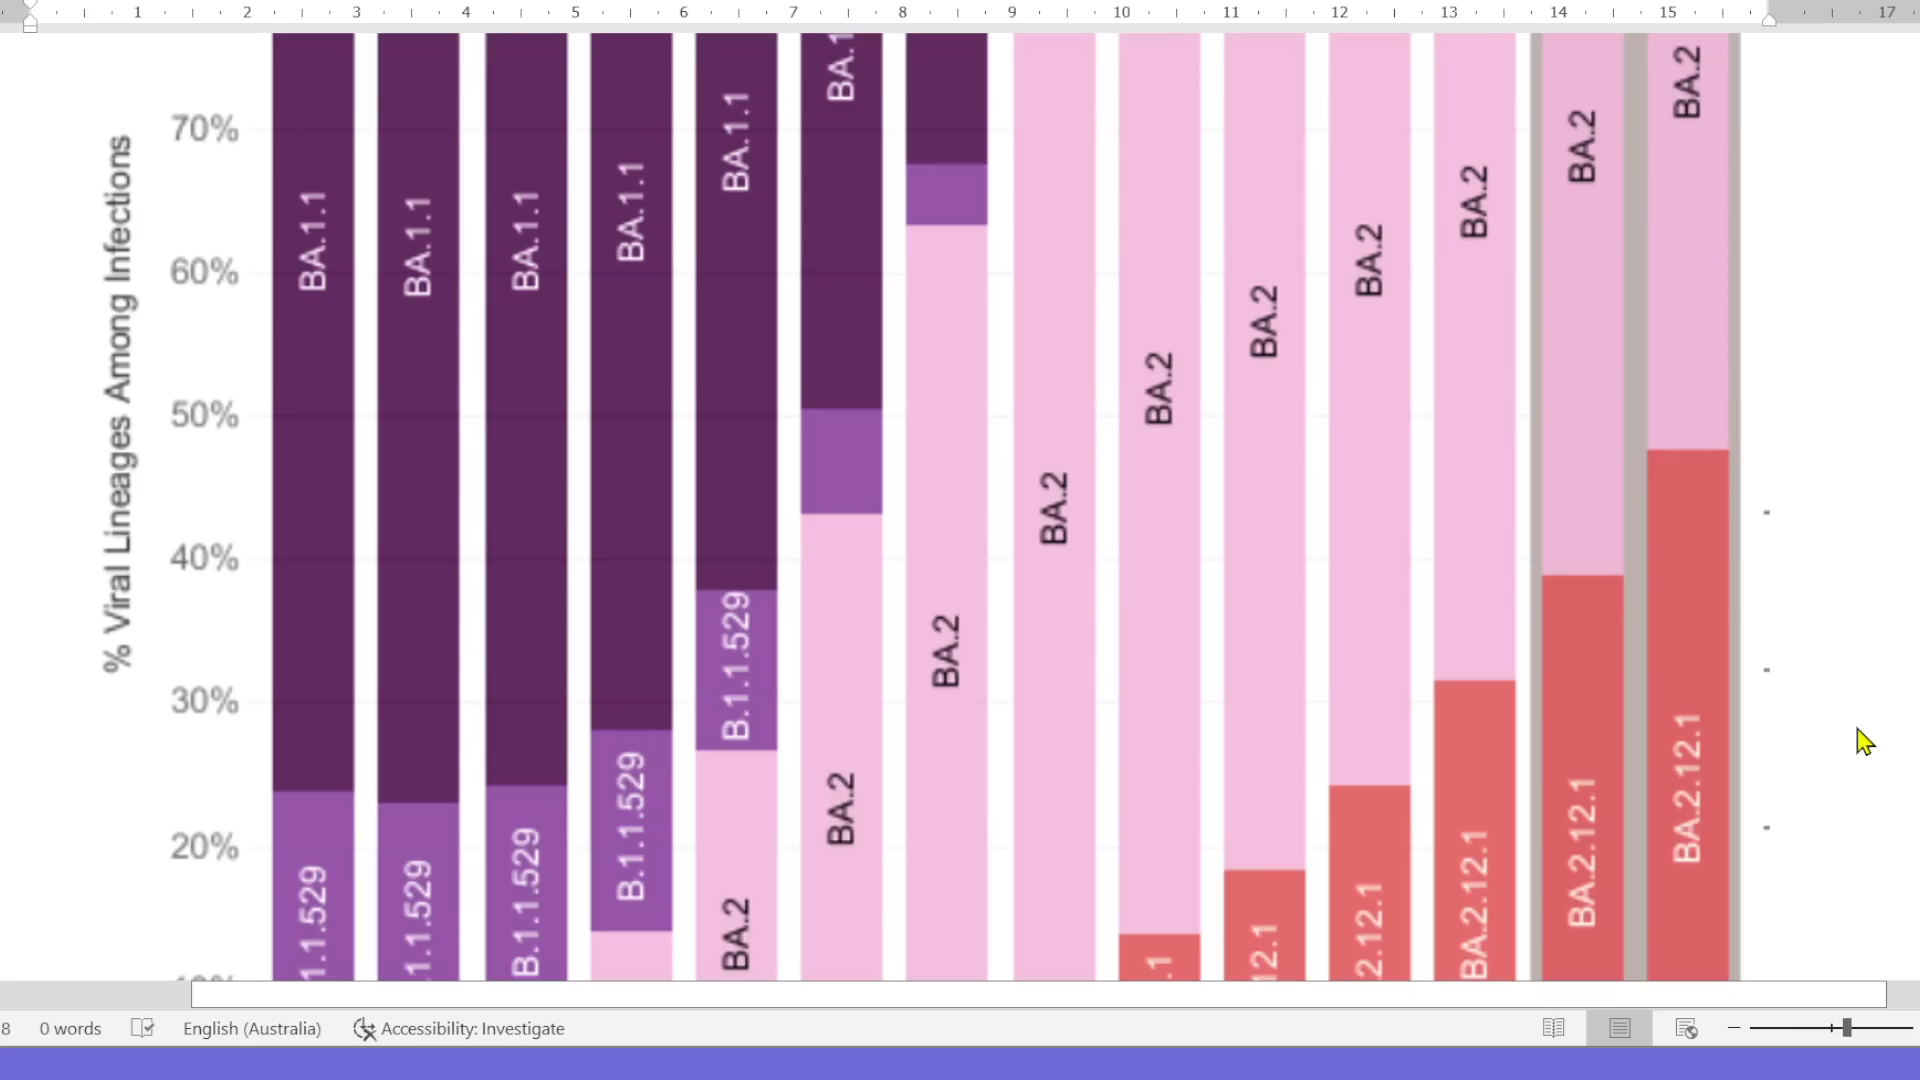 1 2 3 4 5 6 7 8 9 10 11 12 13 14 15 17
% Viral Lineages Among Infections
70%
60%
50%
40%
30%
20%
BA.1.1
1.1.529
BA.1.1
1.1.529
BA.1.1
B.1.1.529
BA.1.1
B.1.1.529
BA.1.1
B.1.1.529
BA.2
BA.1
BA.2
BA.2
BA.2
BA.2
.1
BA.2
12.1
BA.2
2.12.1
BA.2
BA.2.12.1
BA.2
BA.2.12.1
BA.2
BA.2.12.1
8 0 words English (Australia) Accessibility: Investigate